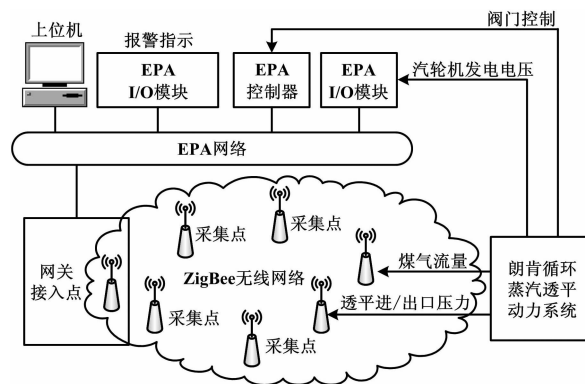 阀门控制
上位机
报警指示
EPA
I/O模块
EPA
控制器
EPA
I/O模块
汽轮机发电电压
EPA网络
采集点
采集点
网关
接入点
ZigBee无线网络
煤气流量
朗肯循环
蒸汽透平
动力系统
透平进/出口压力
采集点
采集点
采集点